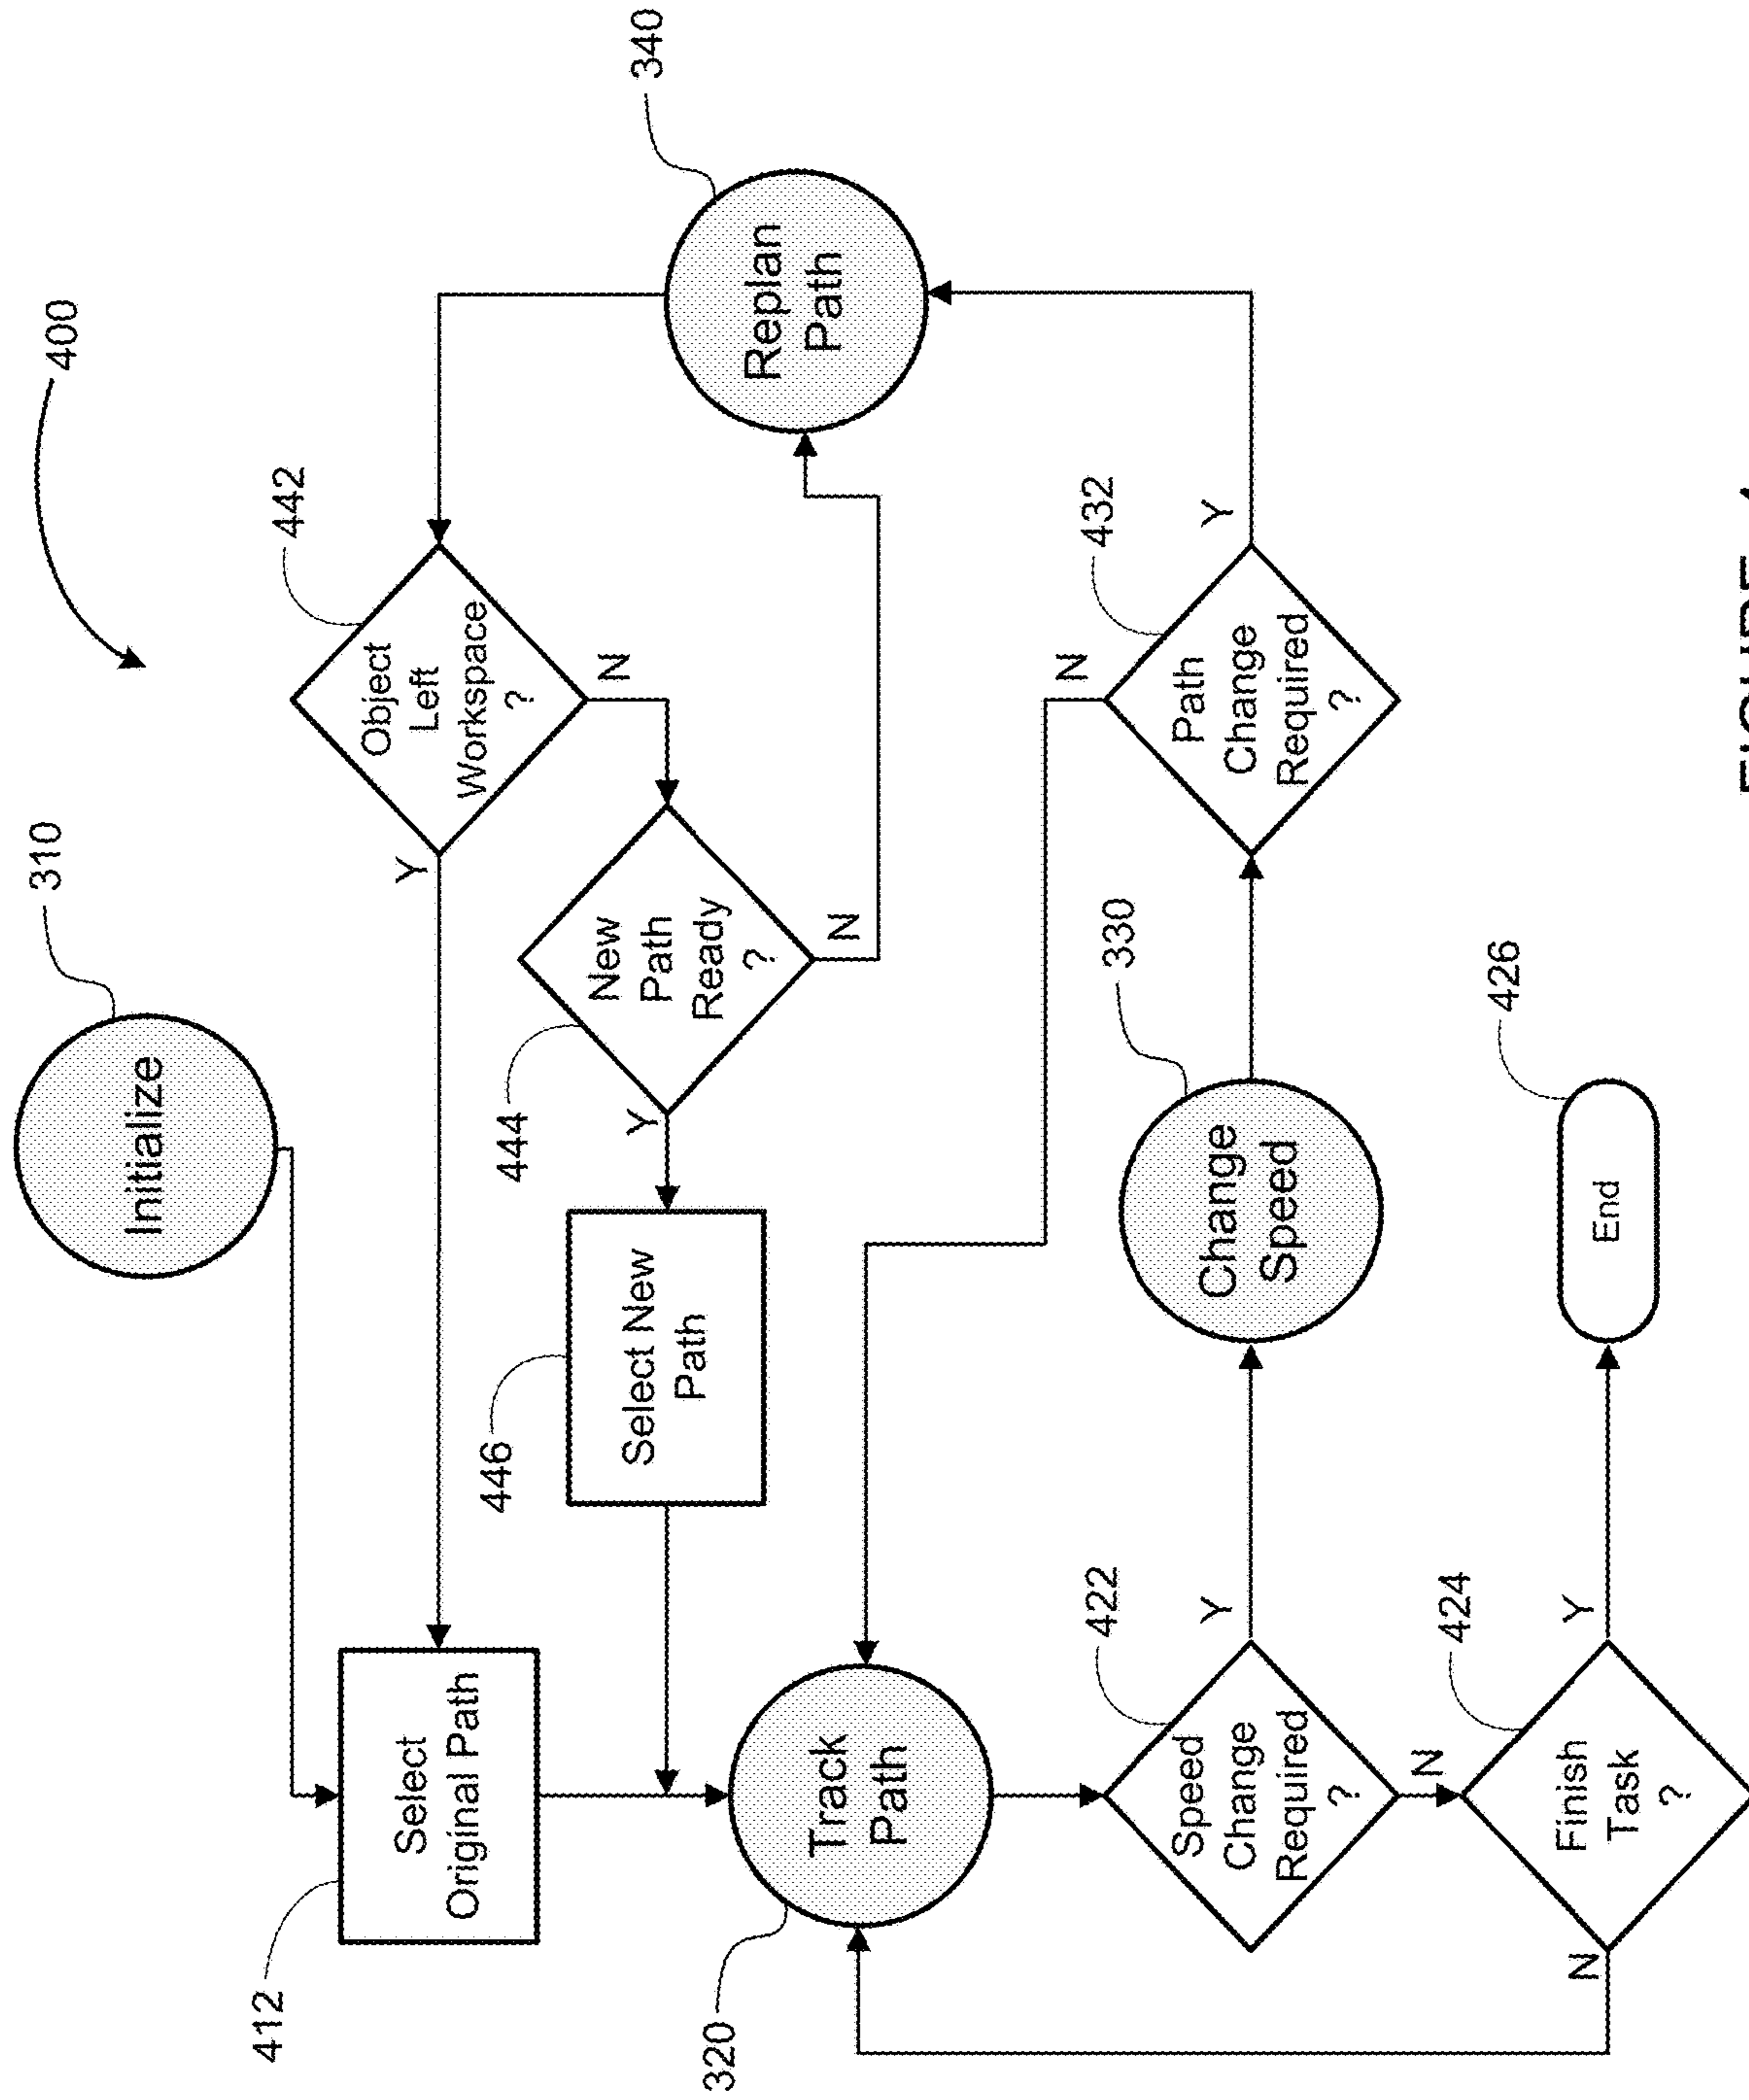 400
310
Initialize
412
Select
Original Path
Y
Object
Left
Workspace
?
442
N
446
Select New
Path
444
Y
New
Path
Ready
?
N
340
Replan
Path
320
Track
Path
N
422
Speed
Change
Required
?
Y
N
330
Change
Speed
432
Path
Change
Required
?
Y
424
Finish
Task
?
N
Y
426
End